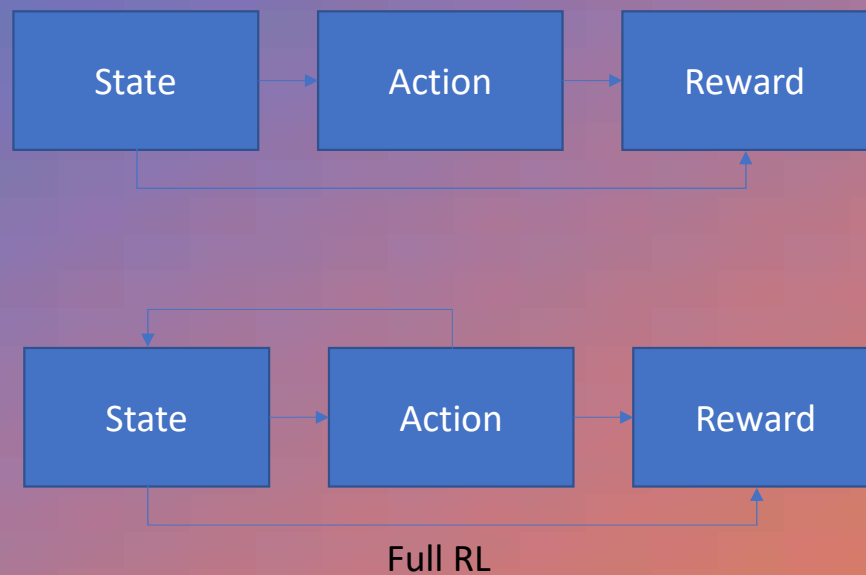 State
Action
Reward
State
Action
Reward
Full RL